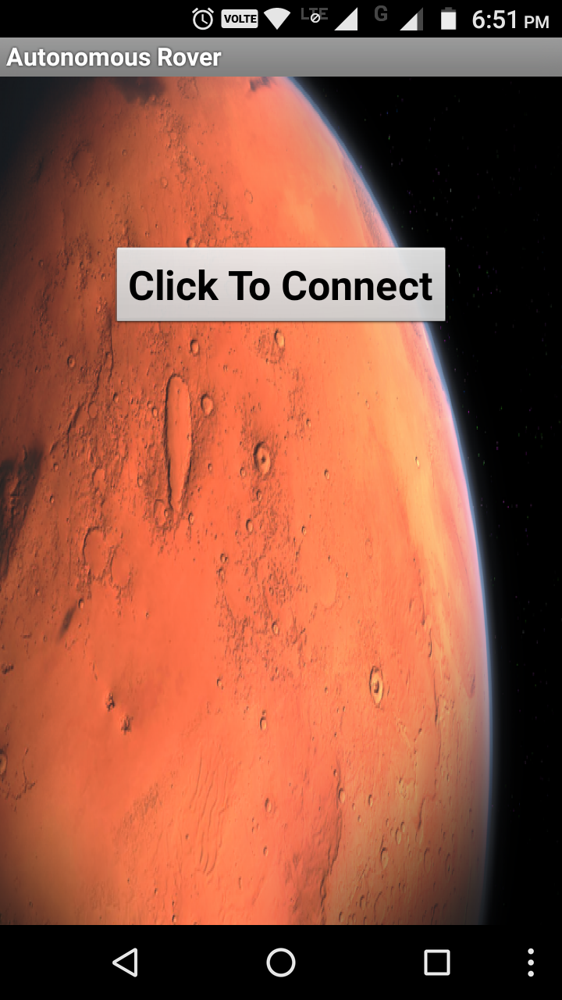 VOLTE LTE G 6:51 PM
Autonomous Rover
Click To Connect